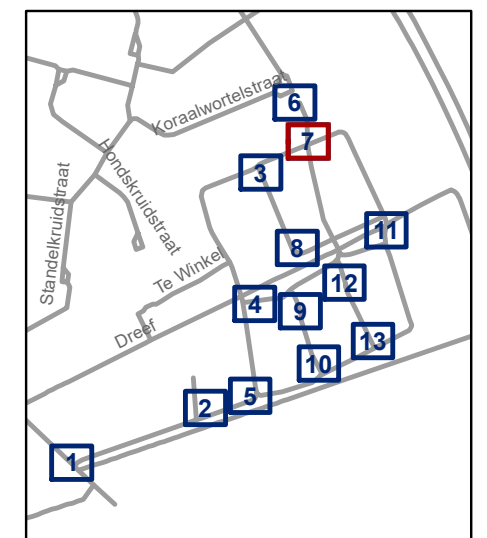 Koraalwortelstraat
6
7
3
Hondskruidstraat
Standelkruidstraat
11
8
Te Winkel
12
4
9
Dreef
13
10
5
2
1